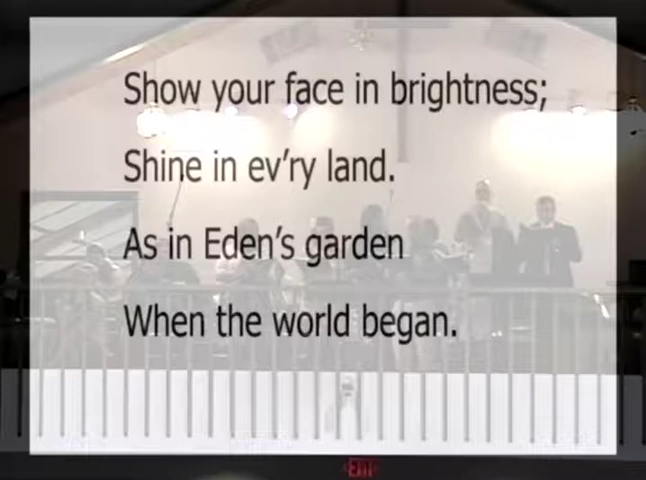 Show your face in brightness;
Shine in ev'ry land.
As in Eden's garden
When the world began.
EXIT